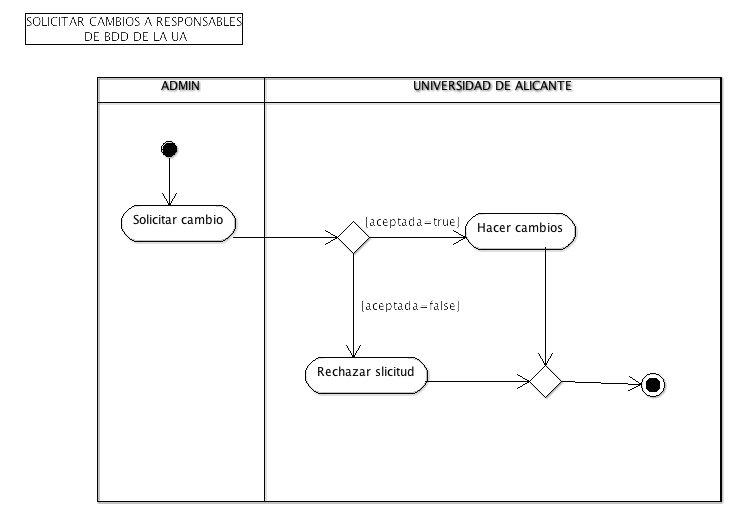 SOLICITAR CAMBIOS A RESPONSABLES
DE BDD DE LA UA
ADMIN
UNIVERSIDAD DE ALICANTE
Solicitar cambio
[aceptada=true]
Hacer cambios
[aceptada=false]
Rechazar slicitud